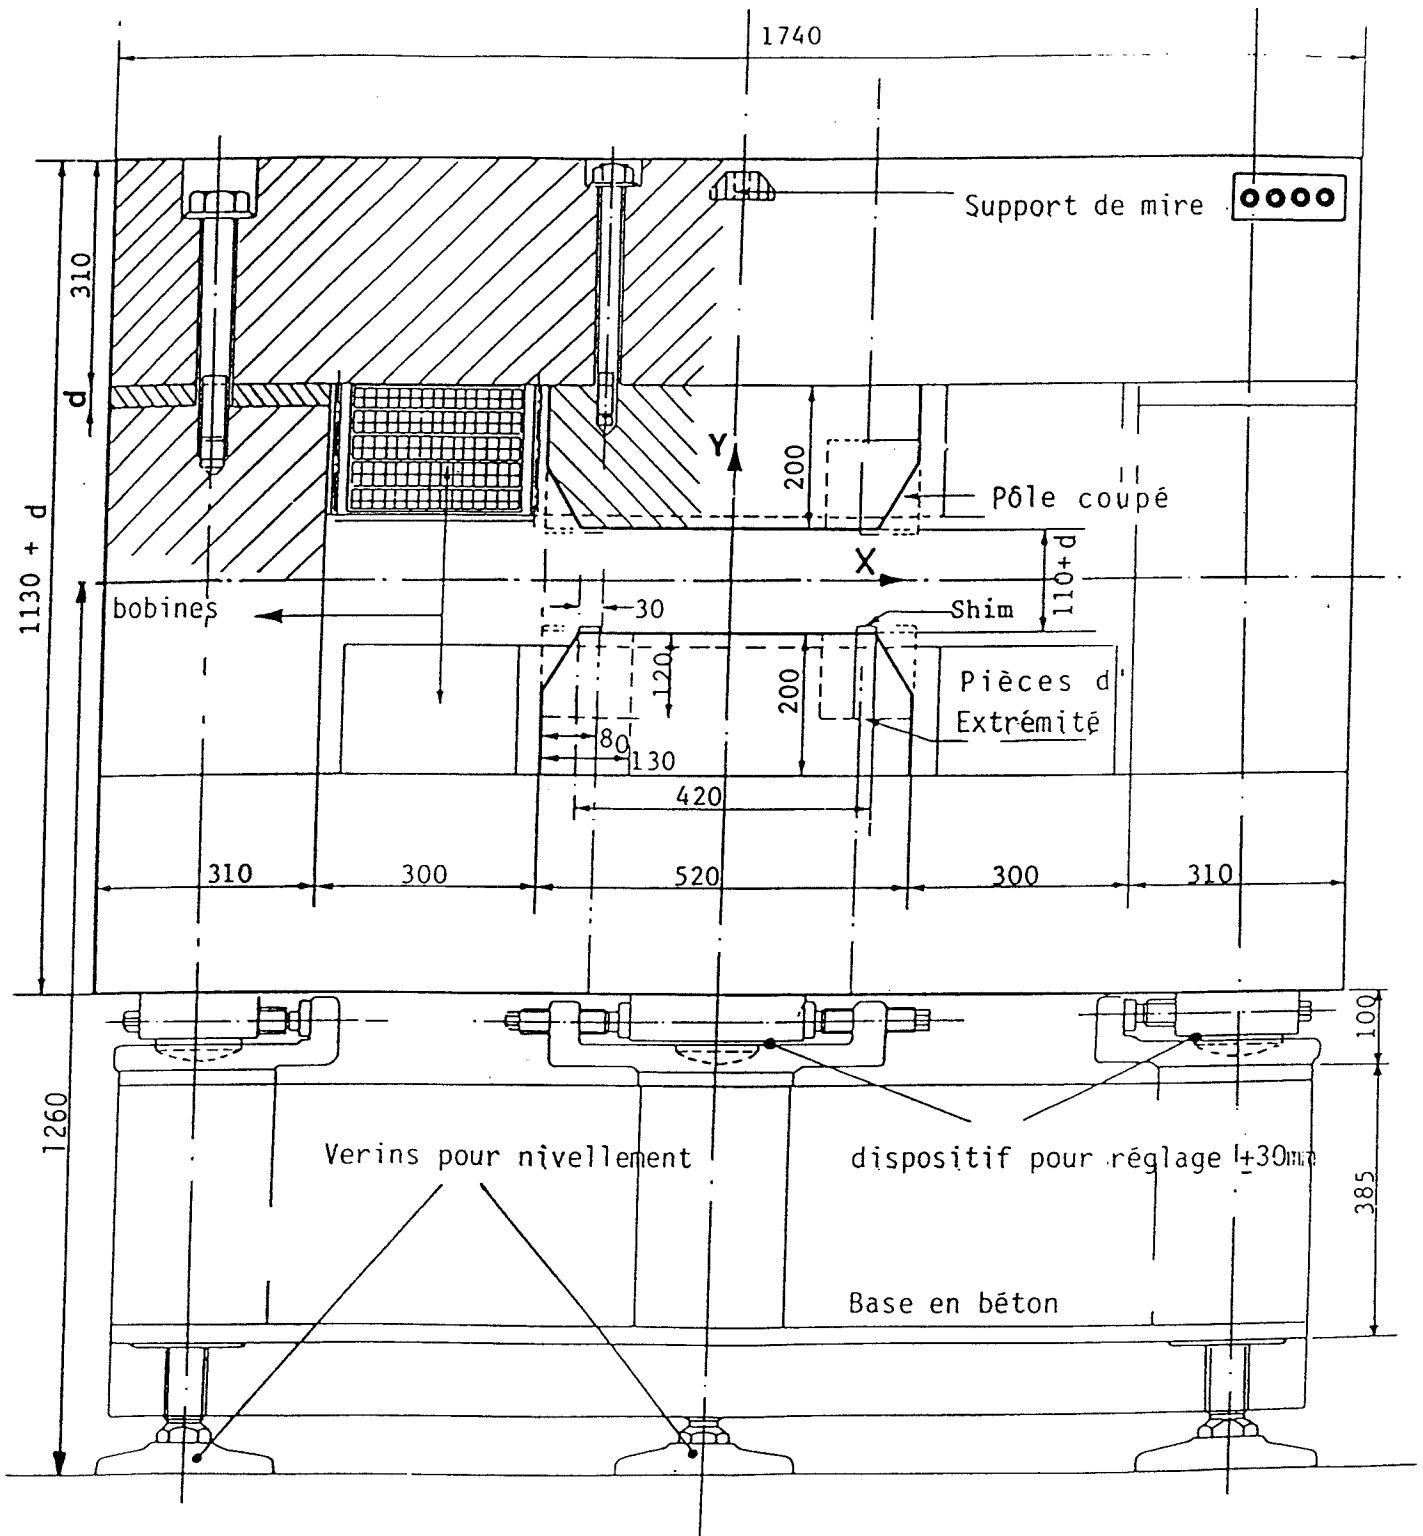 1740
Support de mire
310
d
Y
200
Pôle coupé
1130 + d
X
110+d
bobines
30
Shim
120
200
Pièces d'
Extrémité
80
130
420
310
300
520
300
310
100
1260
Verins pour nivellement
dispositif pour réglage ±30mm
385
Base en béton